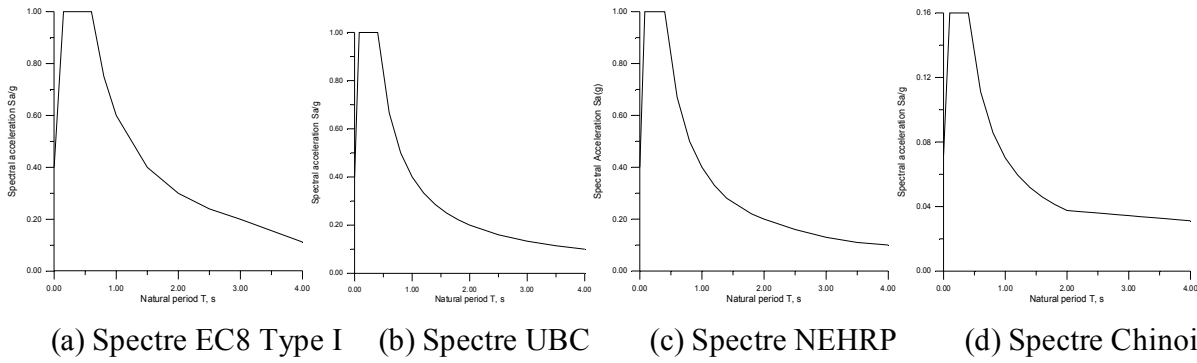 1.00
0.80
0.60
0.40
0.20
0.00
Spectral acceleration Sa/g
0.00 1.00 2.00 3.00 4.00
Natural period T, s
1.00
0.80
0.60
0.40
0.20
0.00
Spectral acceleration Sa/g
0.00 1.00 2.00 3.00 4.00
Natural period T, s
1.00
0.80
0.60
0.40
0.20
0.00
Spectral Acceleration Sa(g)
0.00 1.00 2.00 3.00 4.00
Natural period T, s
0.16
0.12
0.08
0.04
0.00
Spectral acceleration Sa/g
0.00 1.00 2.00 3.00 4.00
Natural period T, s
(a) Spectre EC8 Type I (b) Spectre UBC (c) Spectre NEHRP (d) Spectre Chinoi